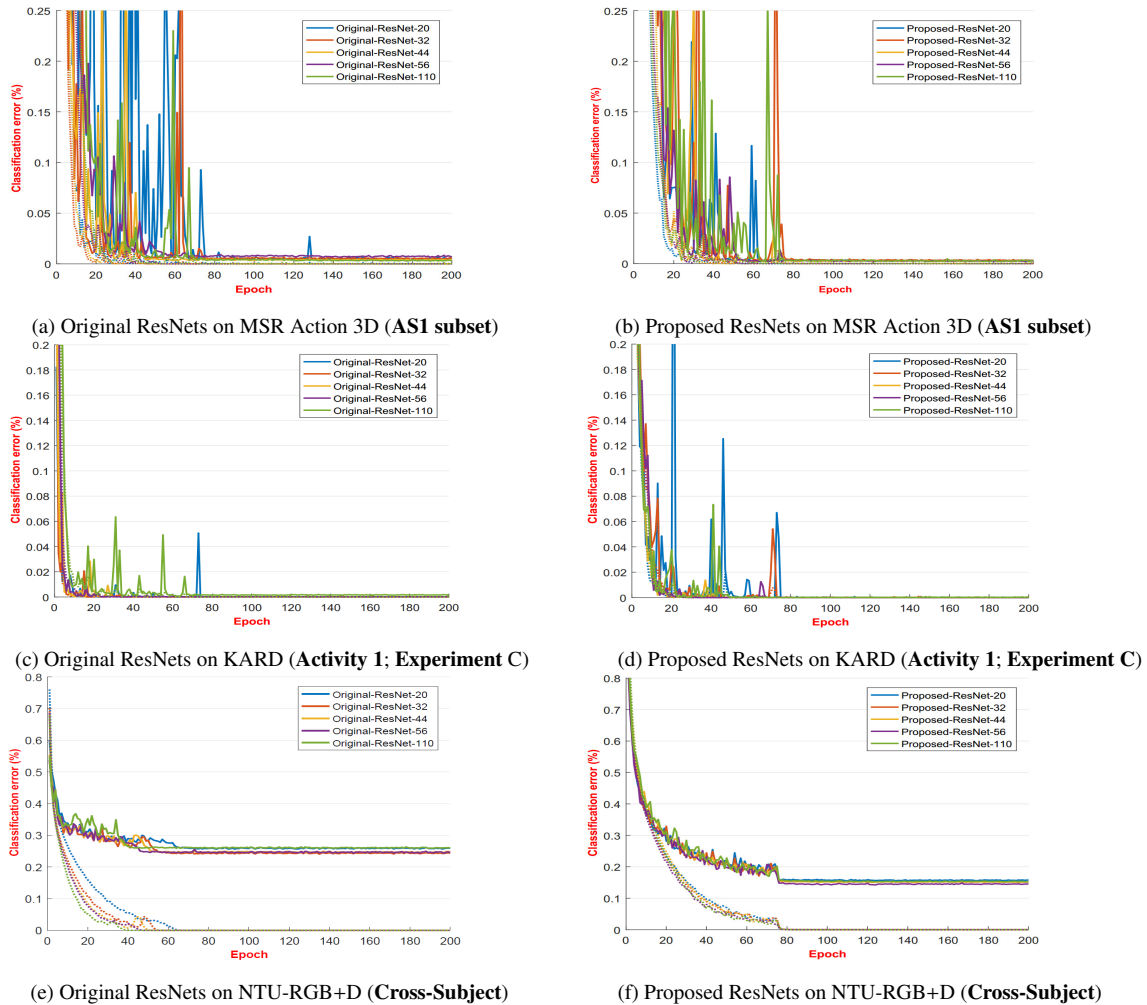 Classification error (%)
0.25
0.2
0.15
0.1
0.05
0
0 20 40 60 80 100 120 140 160 180 200
Epoch
Original-ResNet-20
Original-ResNet-32
Original-ResNet-44
Original-ResNet-56
Original-ResNet-110
Classification error (%)
0.25
0.2
0.15
0.1
0.05
0
0 20 40 60 80 100 120 140 160 180 200
Epoch
Proposed-ResNet-20
Proposed-ResNet-32
Proposed-ResNet-44
Proposed-ResNet-56
Proposed-ResNet-110
(a) Original ResNets on MSR Action 3D (AS1 subset)
(b) Proposed ResNets on MSR Action 3D (AS1 subset)
Classification error (%)
0.2
0.18
0.16
0.14
0.12
0.1
0.08
0.06
0.04
0.02
0
0 20 40 60 80 100 120 140 160 180 200
Epoch
Original-ResNet-20
Original-ResNet-32
Original-ResNet-44
Original-ResNet-56
Original-ResNet-110
Classification error (%)
0.2
0.18
0.16
0.14
0.12
0.1
0.08
0.06
0.04
0.02
0
0 20 40 60 80 100 120 140 160 180 200
Epoch
Proposed-ResNet-20
Proposed-ResNet-32
Proposed-ResNet-44
Proposed-ResNet-56
Proposed-ResNet-110
(c) Original ResNets on KARD (Activity 1; Experiment C)
(d) Proposed ResNets on KARD (Activity 1; Experiment C)
Classification error (%)
0.8
0.7
0.6
0.5
0.4
0.3
0.2
0.1
0
0 20 40 60 80 100 120 140 160 180 200
Epoch
Original-ResNet-20
Original-ResNet-32
Original-ResNet-44
Original-ResNet-56
Original-ResNet-110
Classification error (%)
0.8
0.7
0.6
0.5
0.4
0.3
0.2
0.1
0
0 20 40 60 80 100 120 140 160 180 200
Epoch
Proposed-ResNet-20
Proposed-ResNet-32
Proposed-ResNet-44
Proposed-ResNet-56
Proposed-ResNet-110
(e) Original ResNets on NTU-RGB+D (Cross-Subject)
(f) Proposed ResNets on NTU-RGB+D (Cross-Subject)